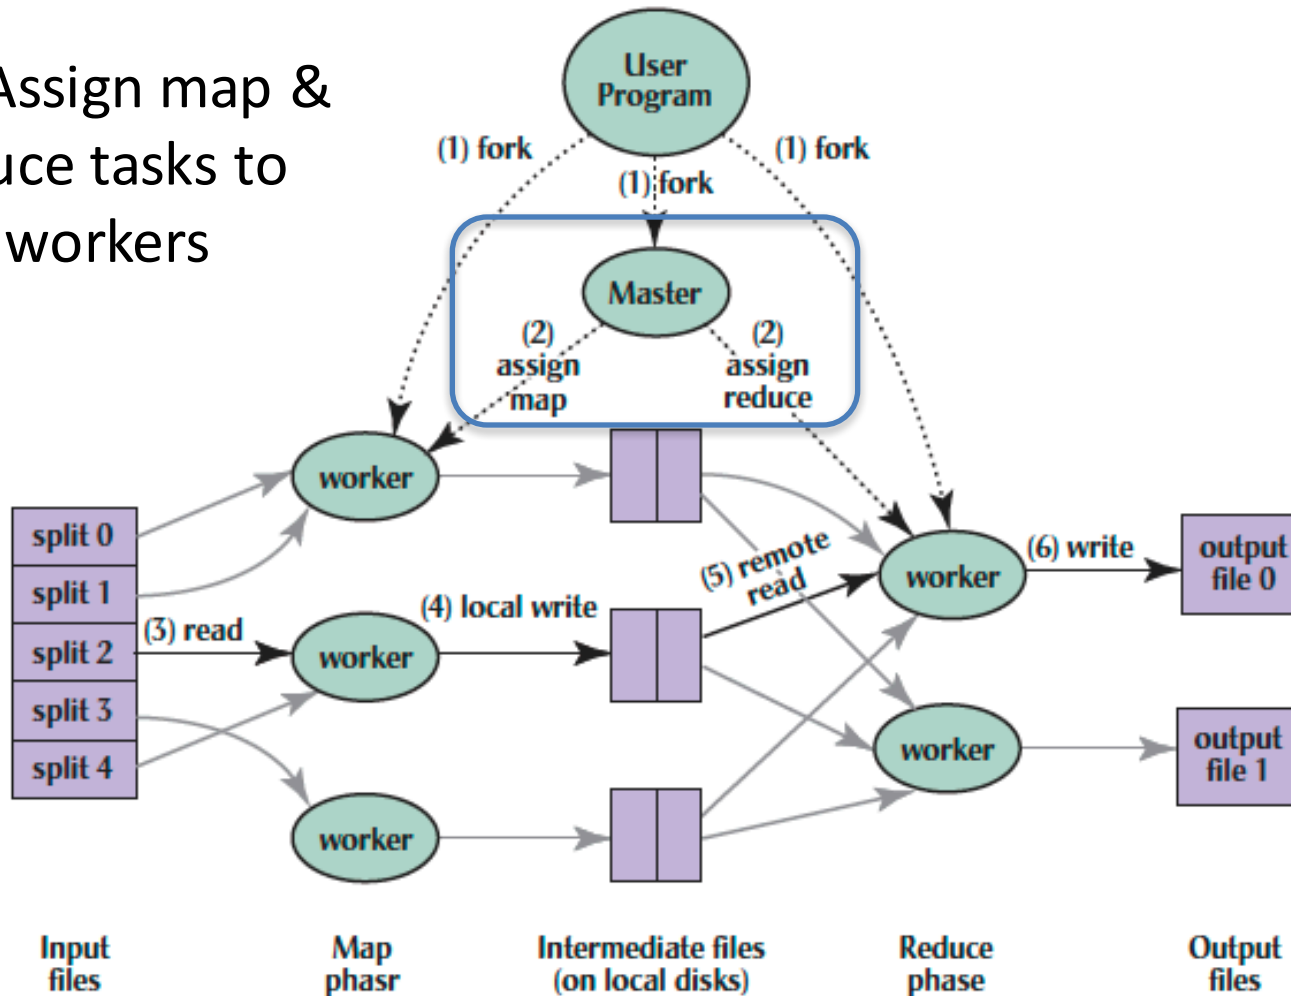 Assign map &
uce tasks to
workers
User
Program
(1) fork
(1) fork
(1) fork
Master
(2)
assign
map
(2)
assign
reduce
worker
split 0
split 1
split 2
split 3
split 4
(3) read
worker
(4) local write
(5) remote
read
worker
(6) write
output
file 0
worker
output
file 1
worker
Input
files
Map
phasr
Intermediate files
(on local disks)
Reduce
phase
Output
files